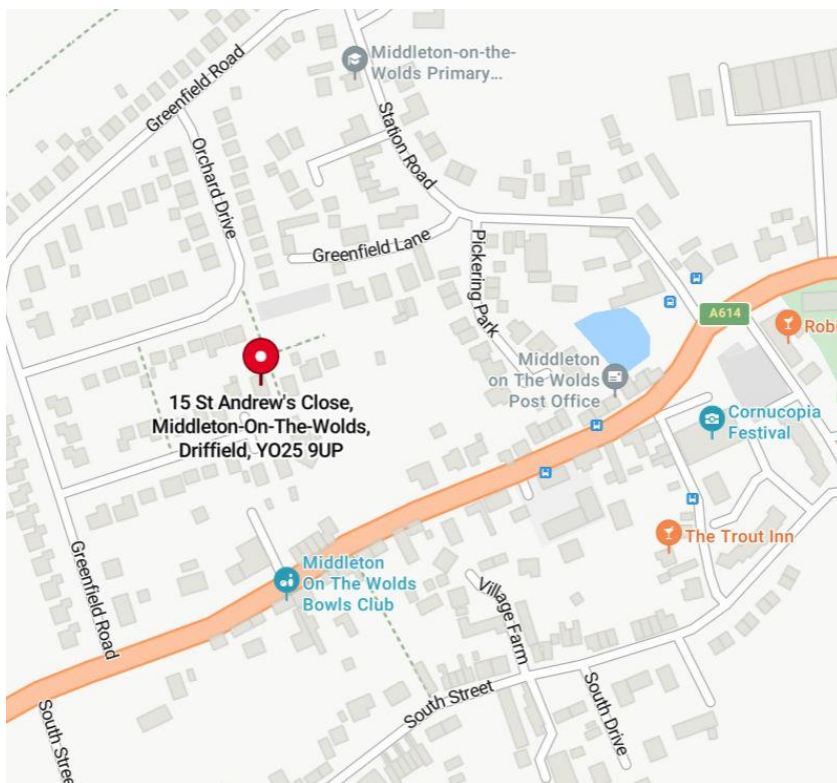 Middleton-on-the-
Wolds Primary...
Greenfield Road
Station Road
Orchard Drive
Greenfield Lane
Pickering Park
A614
Robi
Middleton
on The Wolds
Post Office
15 St Andrew's Close,
Middleton-On-The-Wolds,
Driffield, YO25 9UP
Cornucopia
Festival
The Trout Inn
Greenfield Road
Middleton
On The Wolds
Bowls Club
Village Farm
South Street
South Drive
South Stree